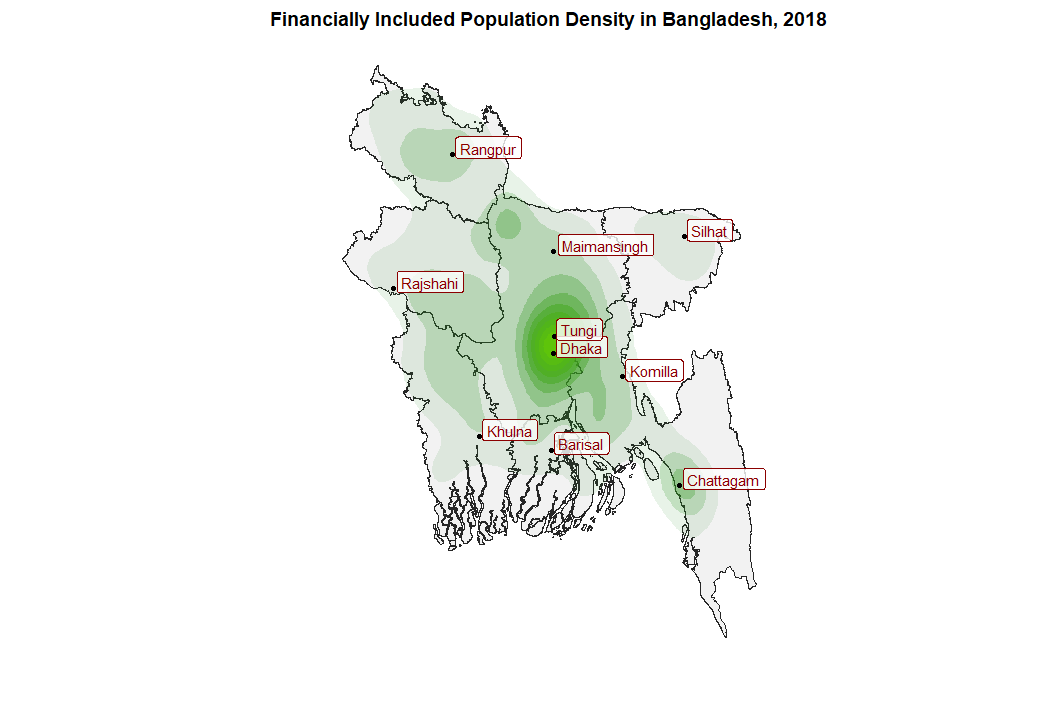 Financially Included Population Density in Bangladesh, 2018
Rangpur
Silhat
Maimansingh
Rajshahi
Tungi
Dhaka
Komilla
Khulna
Barisal
Chattagam